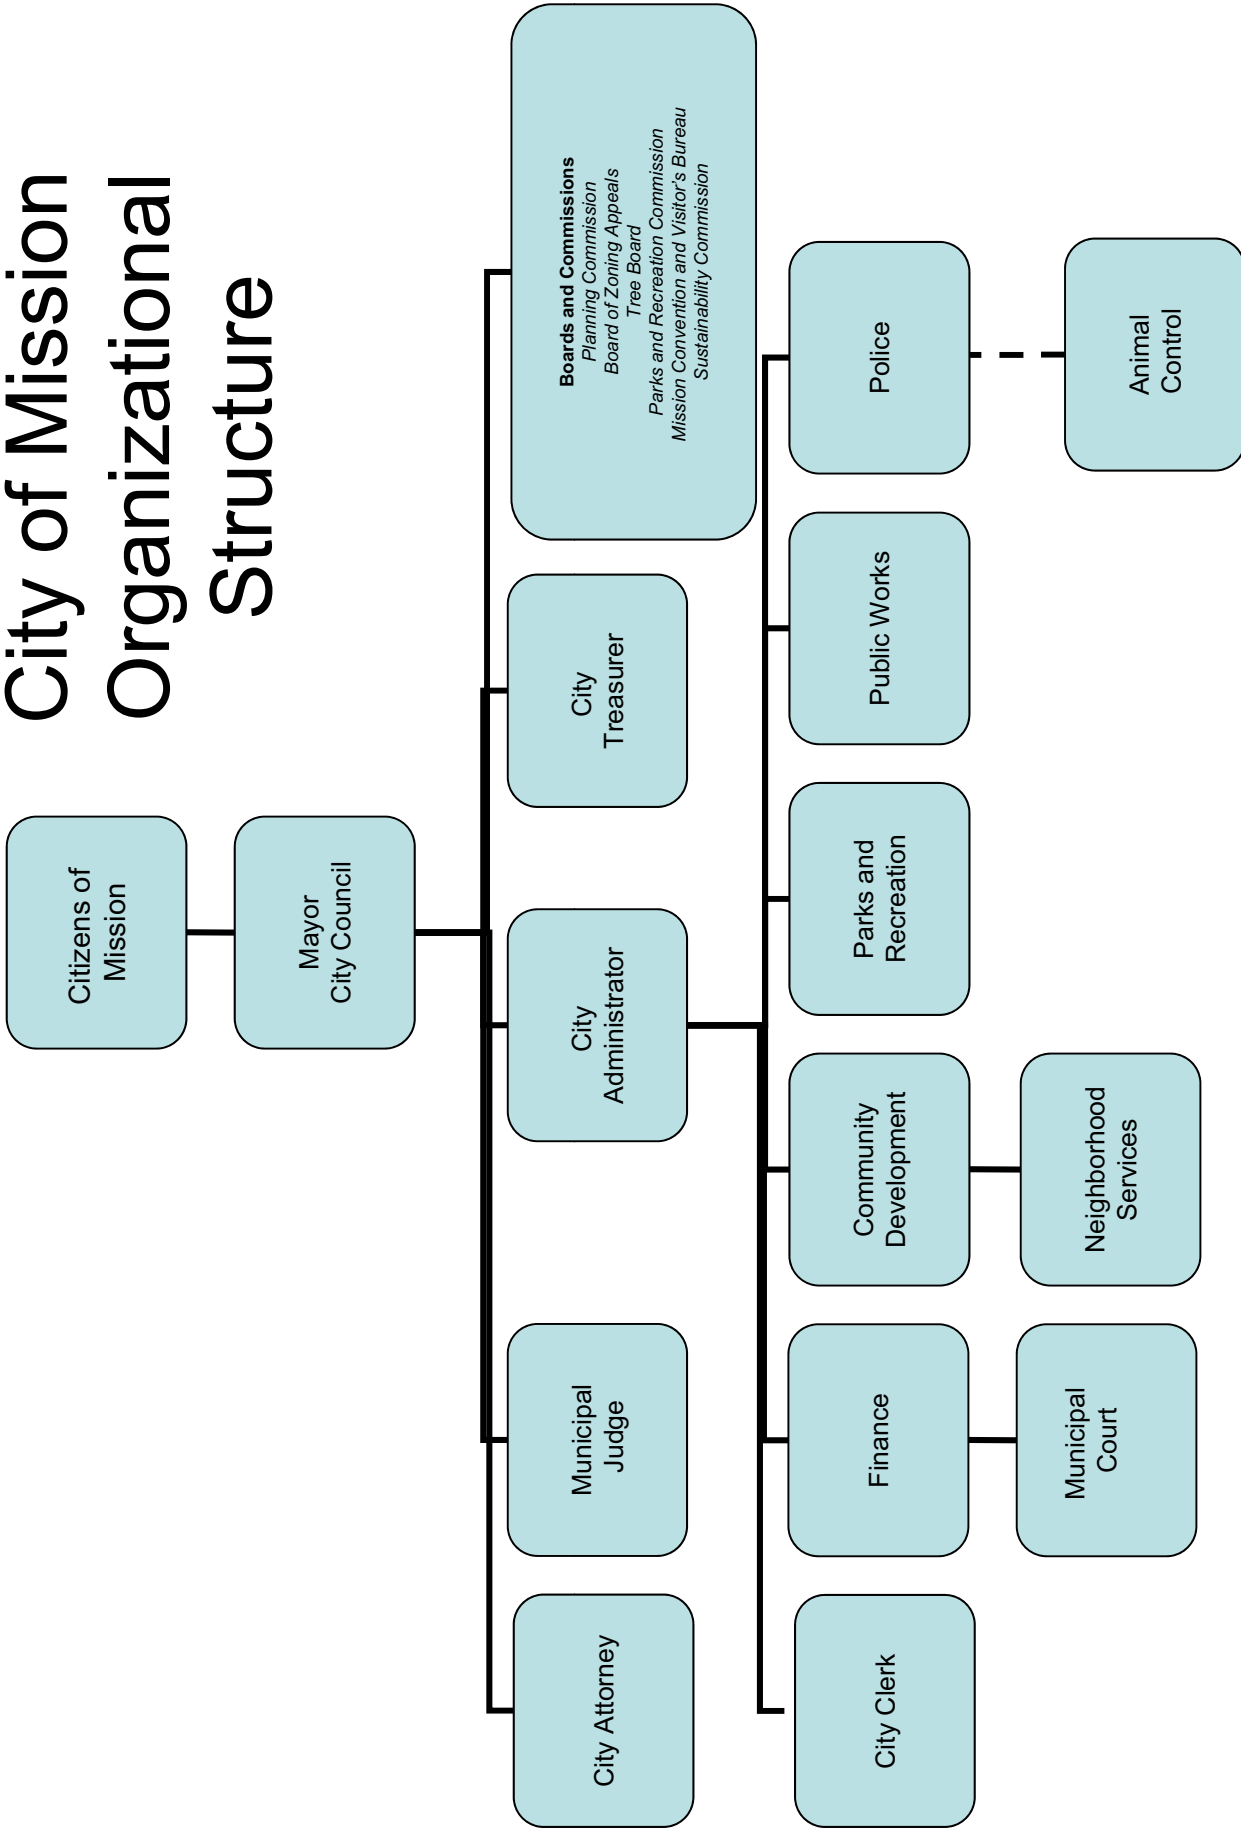 City of Mission
Organizational
Structure
Citizens of
Mission
Mayor
City Council
City Attorney
Municipal
Judge
City
Administrator
City
Treasurer
Boards and Commissions
Planning Commission
Board of Zoning Appeals
Tree Board
Parks and Recreation Commission
Mission Convention and Visitor's Bureau
Sustainability Commission
City Clerk
Finance
Community
Development
Parks and
Recreation
Public Works
Police
Municipal
Court
Neighborhood
Services
Animal
Control